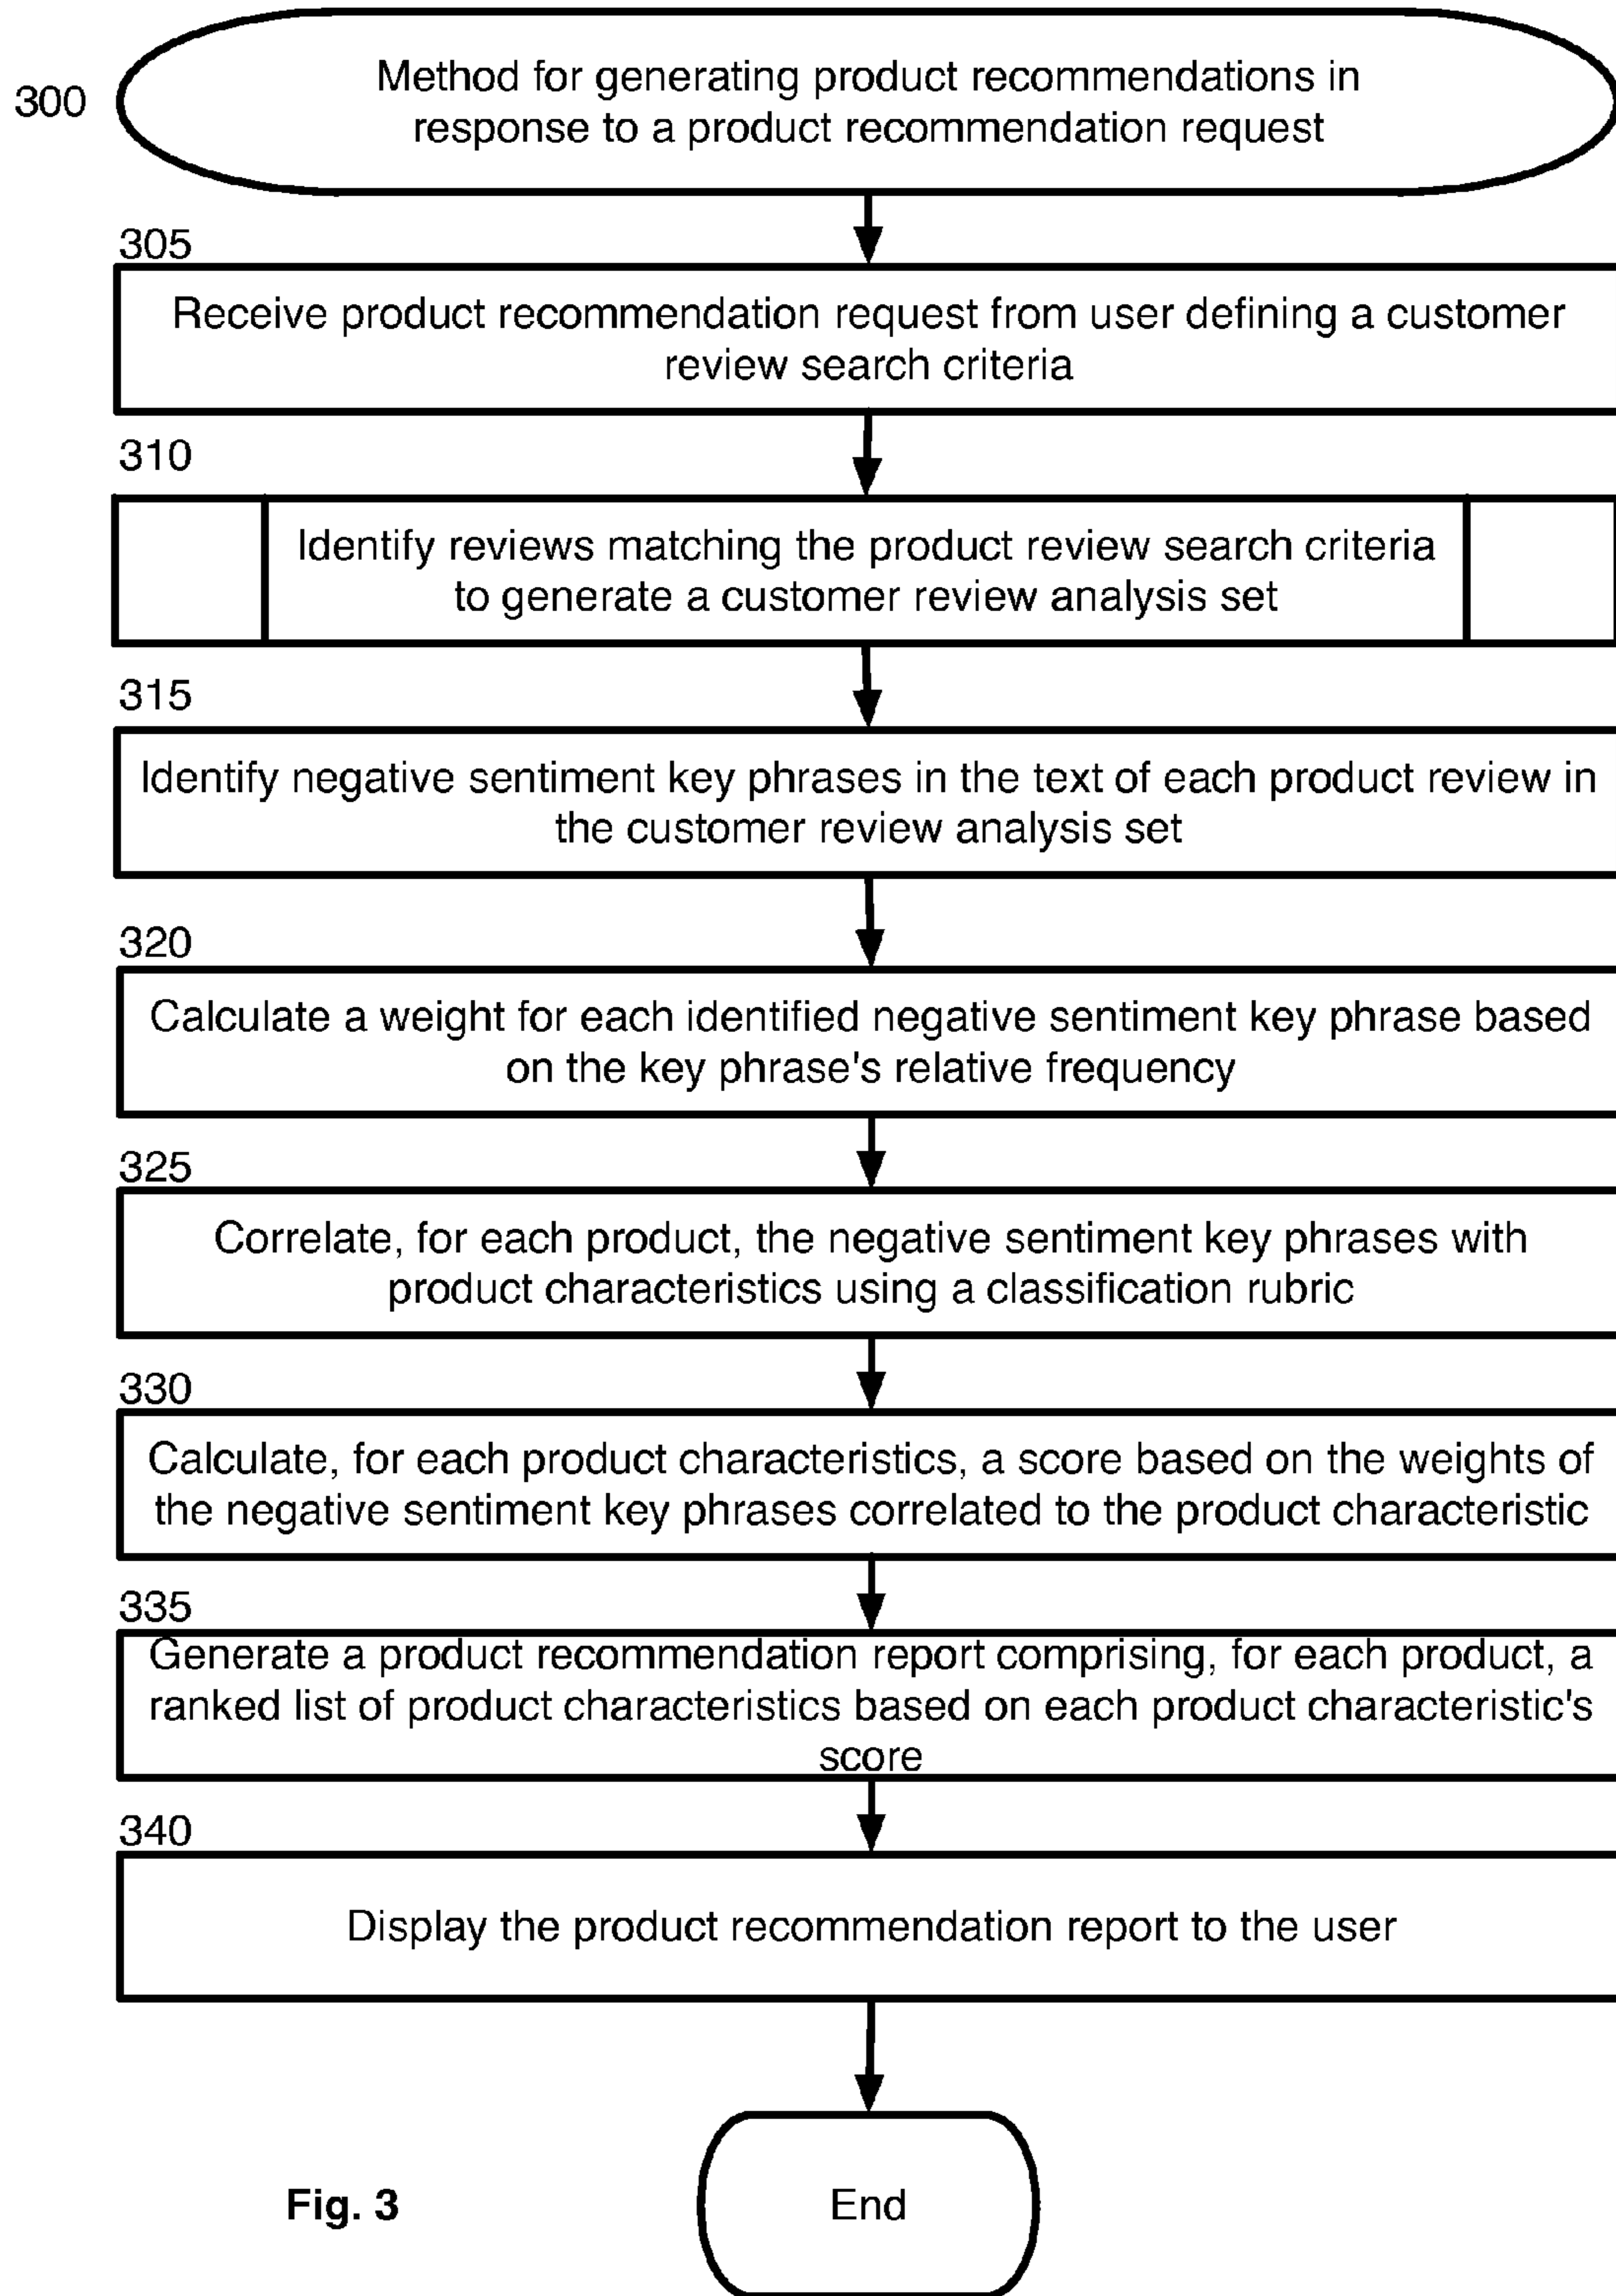 300
Method for generating product recommendations in
response to a product recommendation request
305
Receive product recommendation request from user defining a customer
review search criteria
310
Identify reviews matching the product review search criteria
to generate a customer review analysis set
315
Identify negative sentiment key phrases in the text of each product review in
the customer review analysis set
320
Calculate a weight for each identified negative sentiment key phrase based
on the key phrase's relative frequency
325
Correlate, for each product, the negative sentiment key phrases with
product characteristics using a classification rubric
330
Calculate, for each product characteristics, a score based on the weights of
the negative sentiment key phrases correlated to the product characteristic
335
Generate a product recommendation report comprising, for each product, a
ranked list of product characteristics based on each product characteristic's
score
340
Display the product recommendation report to the user
Fig. 3
End